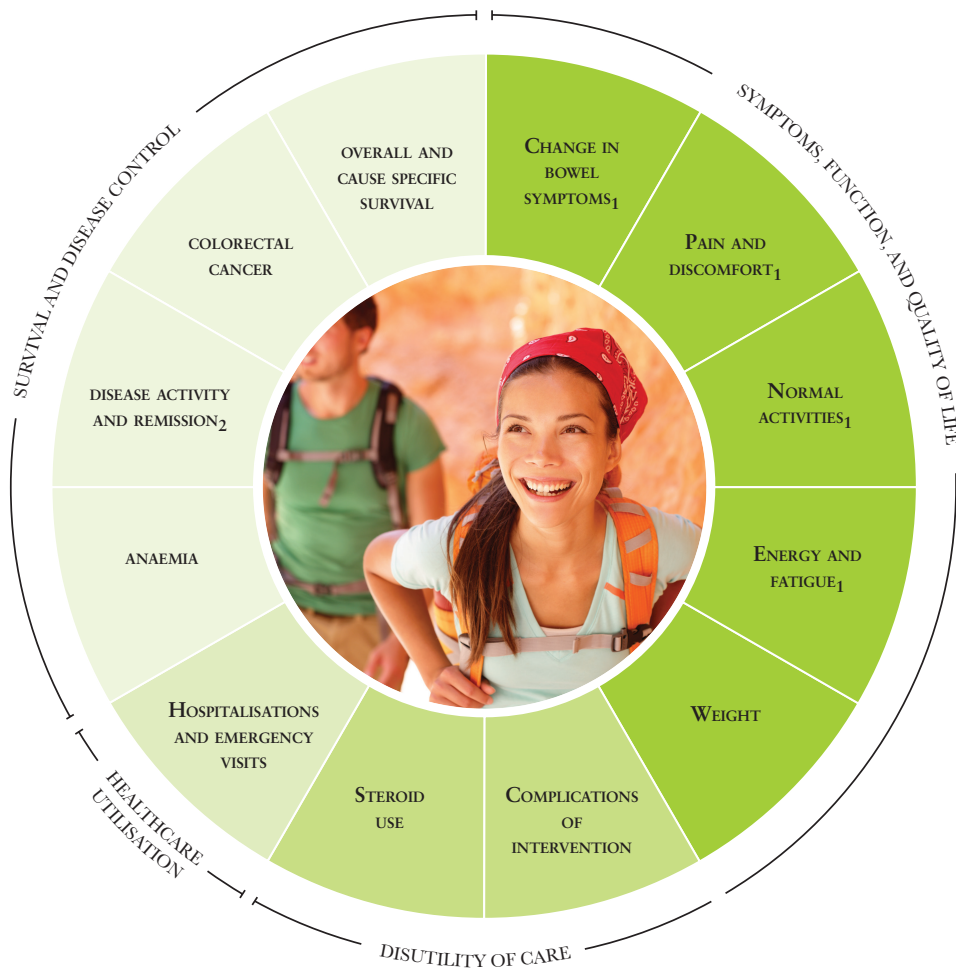 SURVIVAL AND DISEASE CONTROL
SYMPTOMS, FUNCTION, AND QUALITY OF LIFE
OVERALL AND
CAUSE SPECIFIC
SURVIVAL
CHANGE IN
BOWEL
SYMPTOMS1
PAIN AND
DISCOMFORT1
NORMAL
ACTIVITIES1
ENERGY AND
FATIGUE1
WEIGHT
COMPLICATIONS
OF
INTERVENTION
STEROID
USE
HOSPITALISATIONS
AND EMERGENCY
VISITS
ANAEMIA
DISEASE ACTIVITY
AND REMISSION2
COLORECTAL
CANCER
HEALTHCARE
UTILISATION
DISUTILITY OF CARE